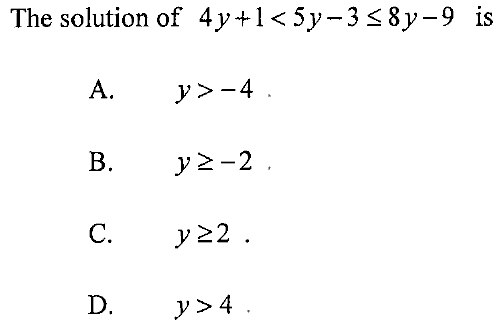 The solution of 4y+1<5y−3≤8y−9 is
A. y>−4 .
B. y≥−2 .
C. y≥2 .
D. y>4 .